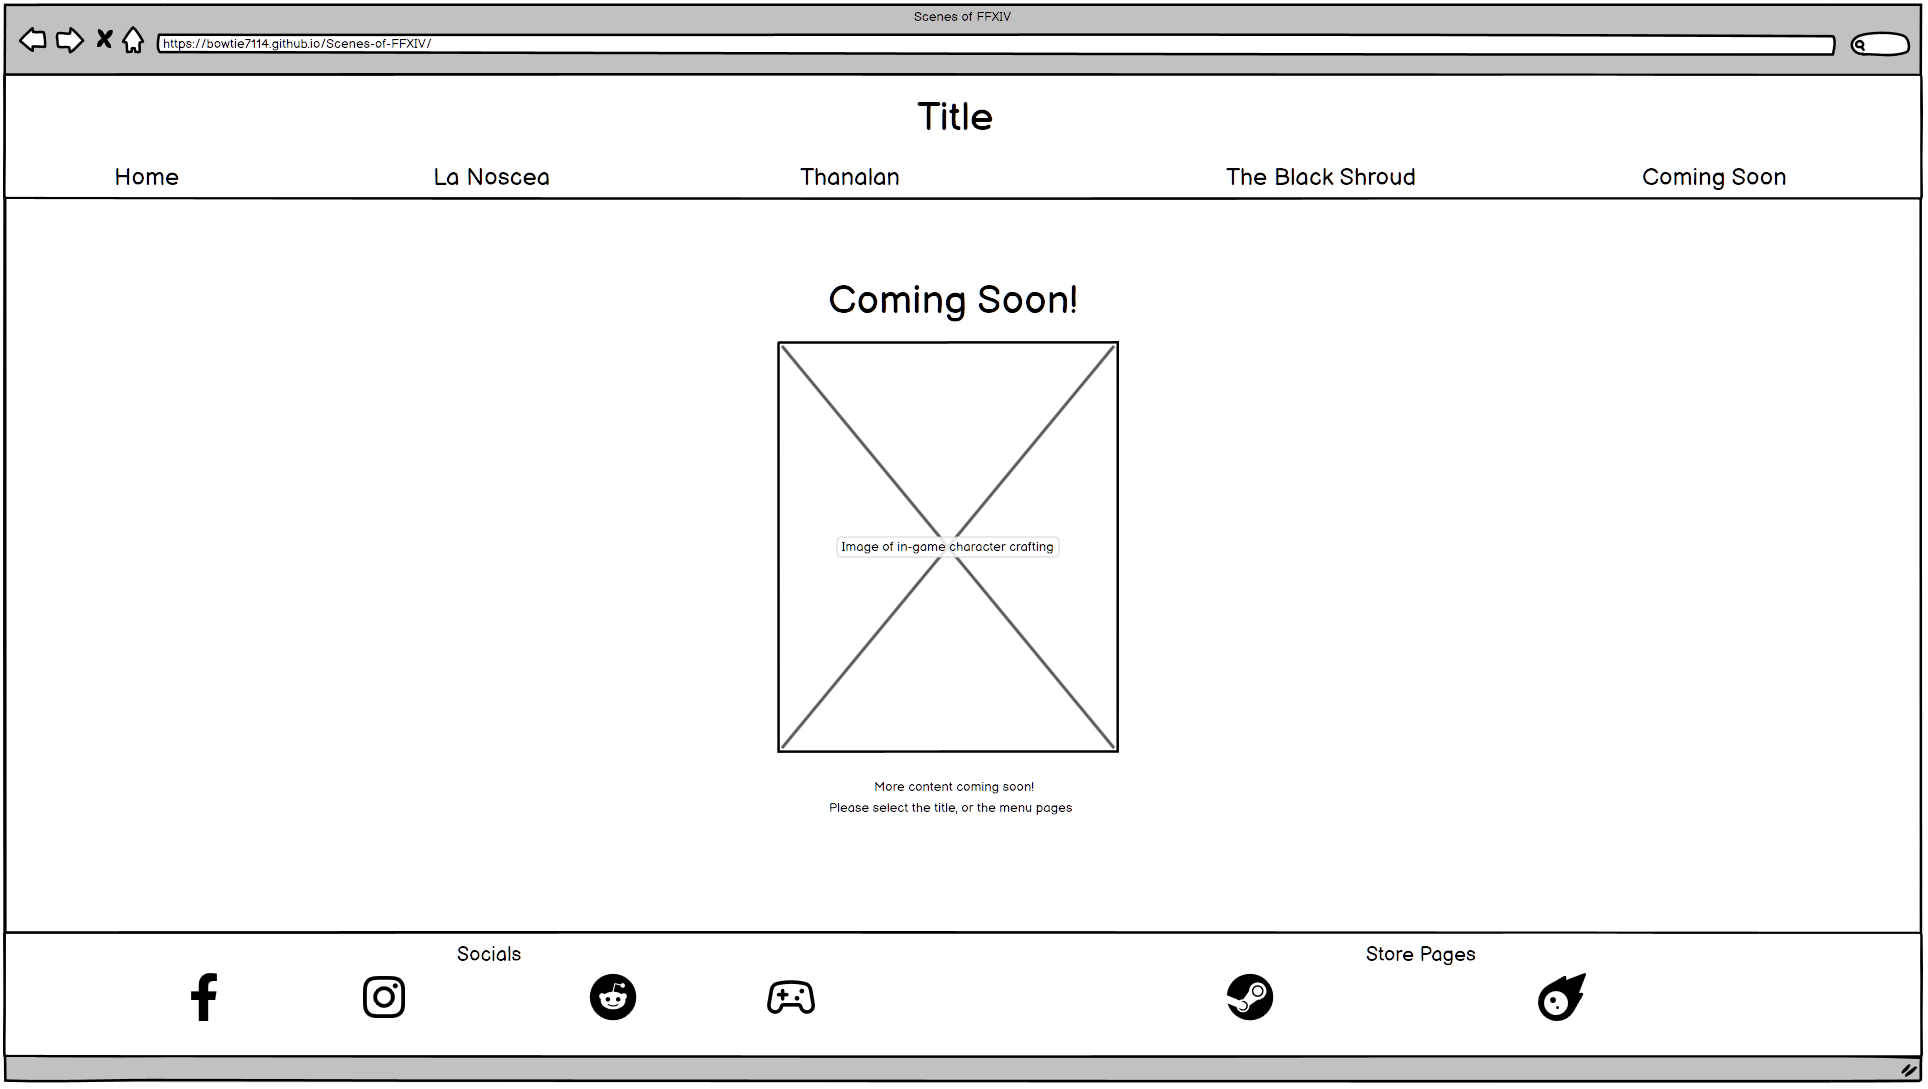 Scenes of FFXIV
https://bowtie7114.github.io/Scenes-of-FFXIV/
Title
Home La Noscea Thanalan The Black Shroud Coming Soon
Coming Soon!
Image of in-game character crafting
More content coming soon!
Please select the title, or the menu pages
Socials Store Pages